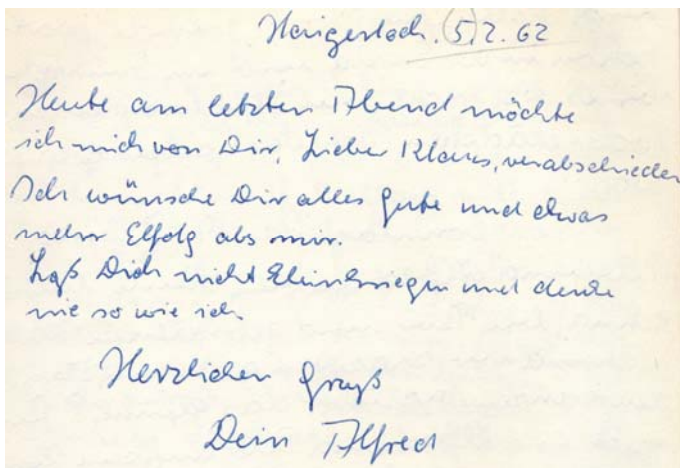 Haigerloch. 5.2.62
Heute am letzten Abend möchte
ich mich von Dir, Lieber Klaus, verabschieden
Ich wünsche Dir alles gute und etwas
mehr Erfolg als mir.
Laß Dich nicht kleinkriegen und denke
nie so wie ich.
Herzlichen Gruß
Dein Alfred